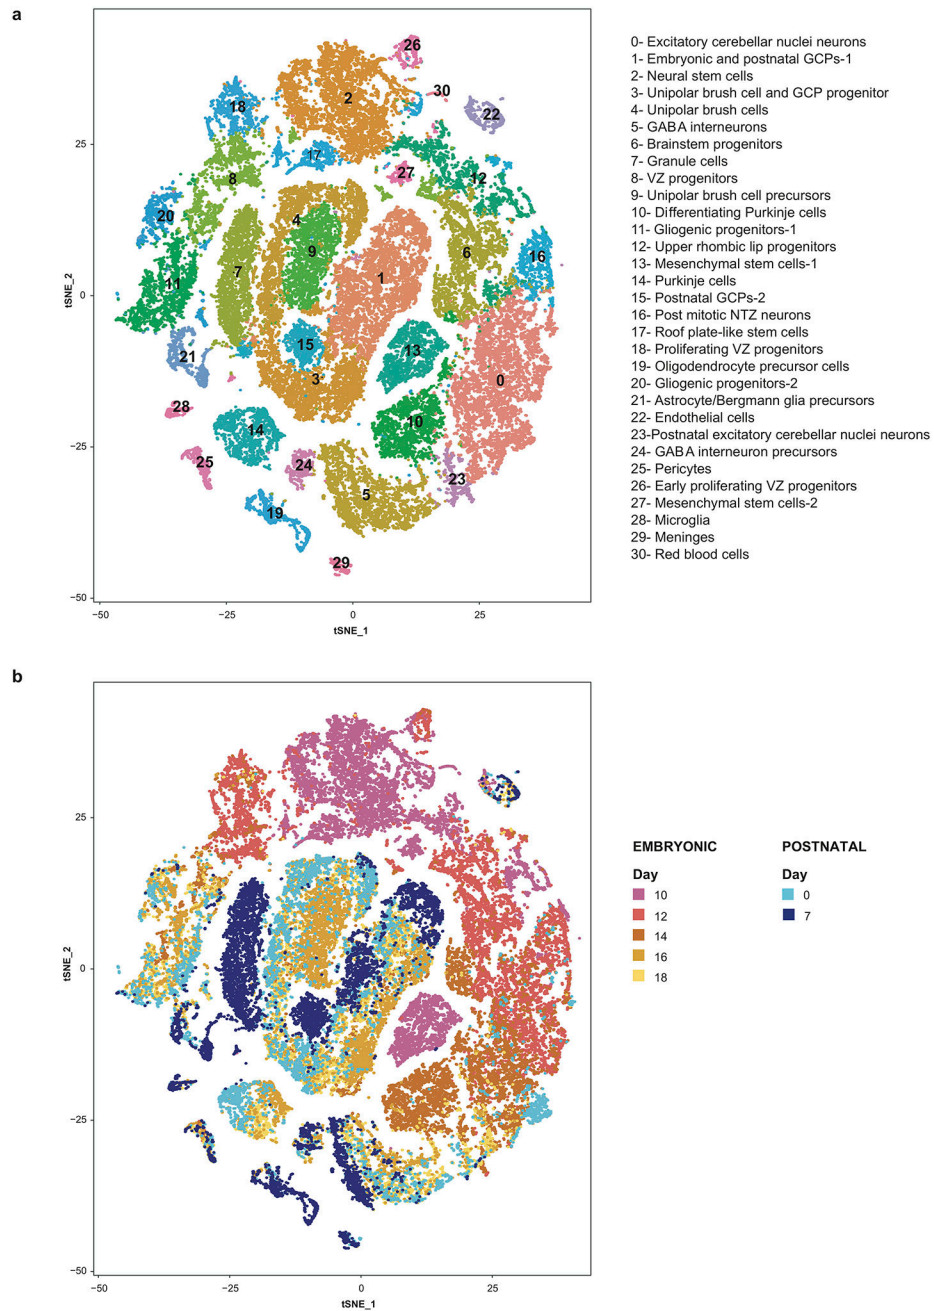 a
26
30
2
22
18
25
17
27
12
8
20
4
6
9
16
7
1
tSNE_2
11
0
15
13
21
3
0
28
10
14
-25
24
25
23
5
19
29
-50
-50
-25
0
25
tSNE_1
0- Excitatory cerebellar nuclei neurons
1- Embryonic and postnatal GCPs-1
2- Neural stem cells
3- Unipolar brush cell and GCP progenitor
4- Unipolar brush cells
5- GABA interneurons
6- Brainstem progenitors
7- Granule cells
8- VZ progenitors
9- Unipolar brush cell precursors
10- Differentiating Purkinje cells
11- Gliogenic progenitors-1
12- Upper rhombic lip progenitors
13- Mesenchymal stem cells-1
14- Purkinje cells
15- Postnatal GCPs-2
16- Post mitotic NTZ neurons
17- Roof plate-like stem cells
18- Proliferating VZ progenitors
19- Oligodendrocyte precursor cells
20- Gliogenic progenitors-2
21- Astrocyte/Bergmann glia precursors
22- Endothelial cells
23-Postnatal excitatory cerebellar nuclei neurons
24- GABA interneuron precursors
25- Pericytes
26- Early proliferating VZ progenitors
27- Mesenchymal stem cells-2
28- Microglia
29- Meninges
30- Red blood cells
b
25
0
-25
-50
tSNE_2
-50
-25
0
25
tSNE_1
EMBRYONIC
Day
10
12
14
16
18
POSTNATAL
Day
0
7